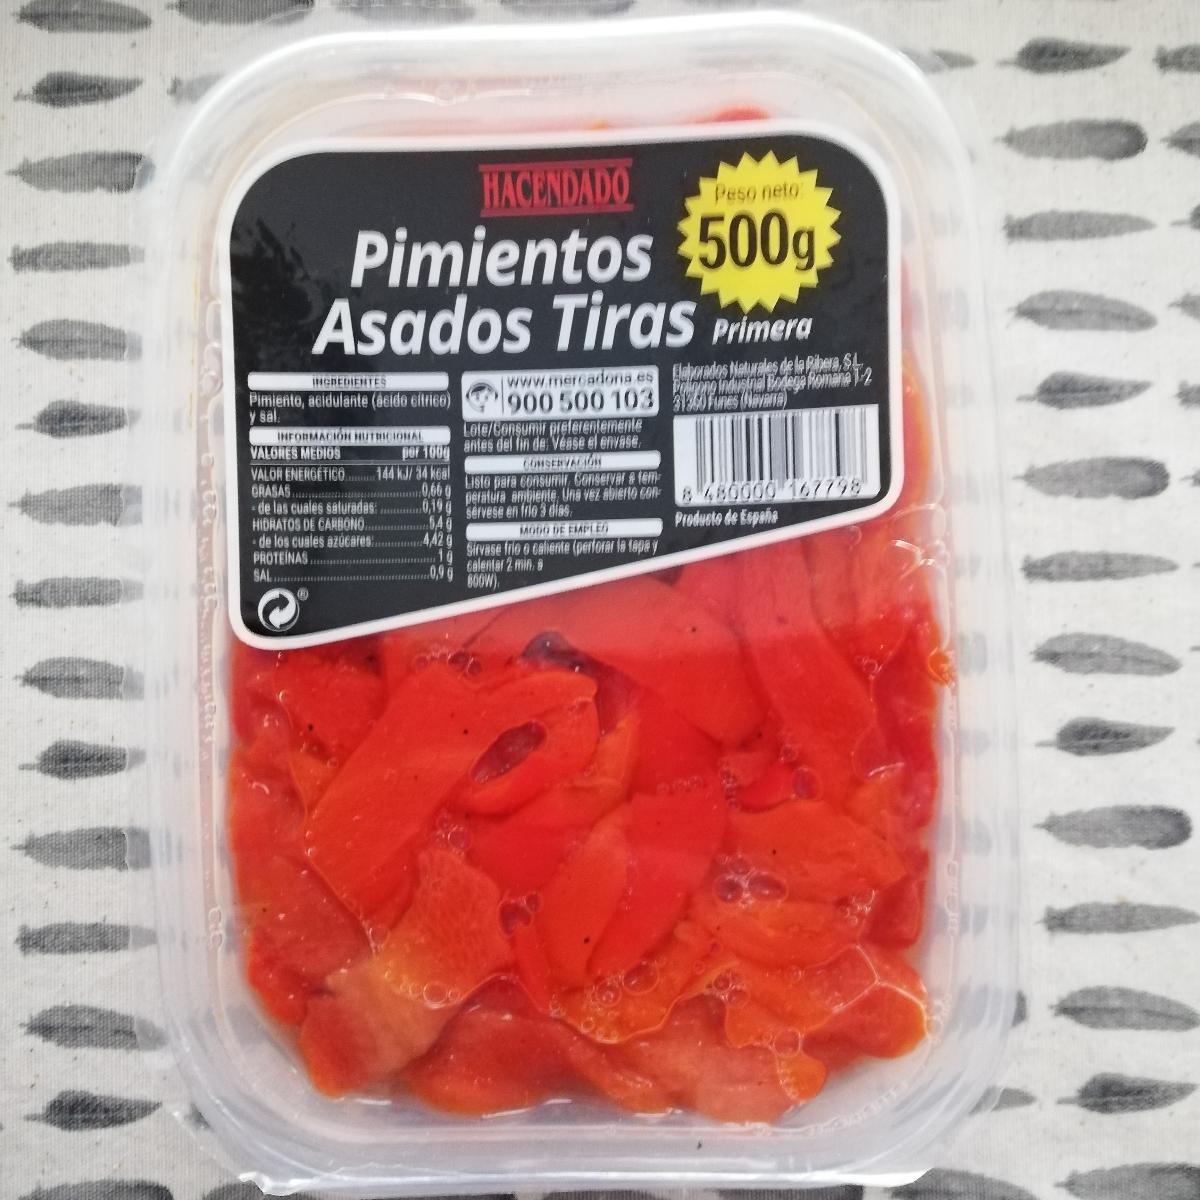 HACENDADO
Peso neto:
500g
Pimientos
Asados Tiras Primera
INGREDIENTES
Pimiento, acidulante (ácido cítrico)
y sal.
INFORMACIÓN NUTRICIONAL
VALORES MEDIOS por 100g
VALOR ENERGÉTICO 144 kJ/ 34 kcal
GRASAS 0,66 g
- de las cuales saturadas: 0,19 g
HIDRATOS DE CARBONO 5,4 g
- de los cuales azúcares: 4,42 g
PROTEÍNAS 1 g
SAL 0,9 g
®
www.mercadona.es
900 500 103
Lote/Consumir preferentemente
antes del fin de: Véase el envase.
CONSERVACIÓN
Listo para consumir. Conservar a tem-
peratura ambiente. Una vez abierto con-
sérvese en frío 3 días.
MODO DE EMPLEO
Sírvase frío o caliente (perforar la tapa y
calentar 2 min. a
800W).
Elaborados Naturales de la Ribera, S.L.
Polígono Industrial Bodega Romana 1-2
31360 Funes (Navarra)
8 480000 167798
Producto de España